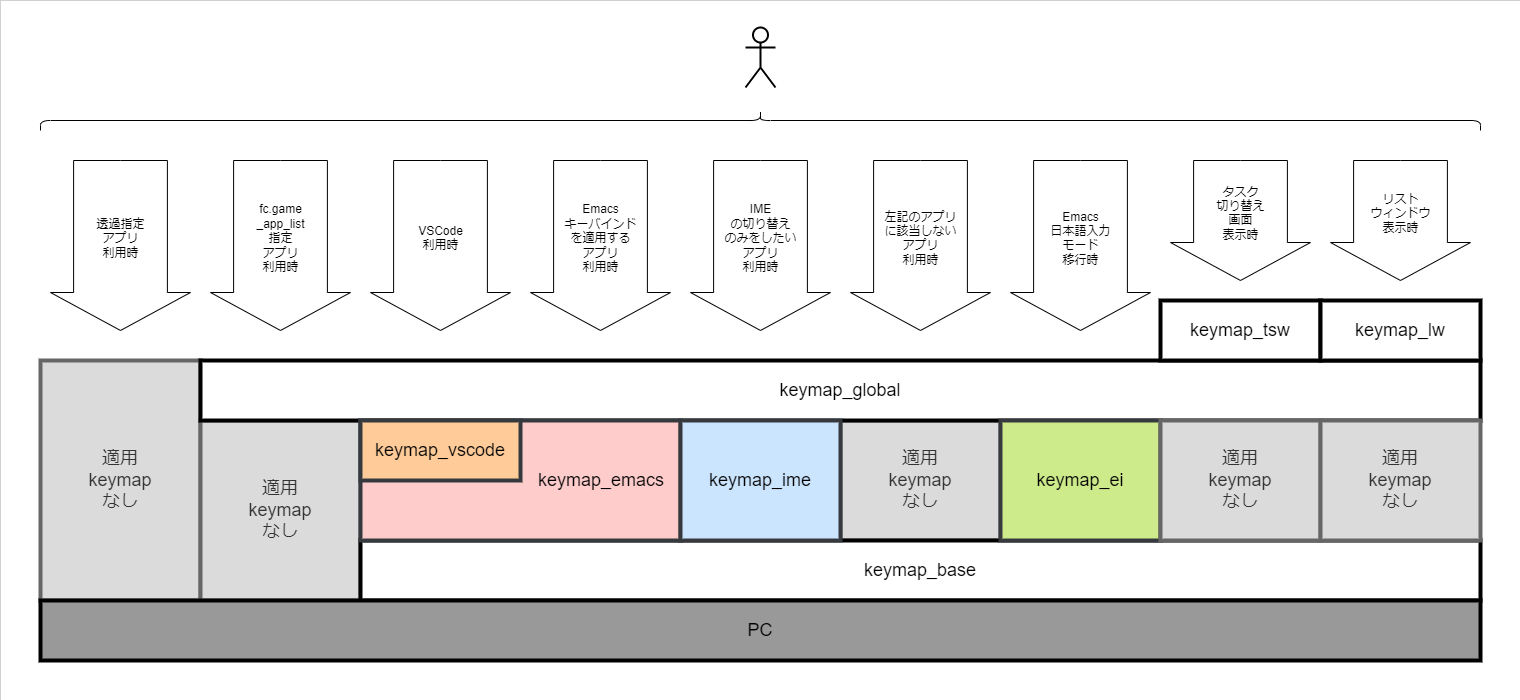 透過指定
アプリ
利用時
fc.game
_app_list
指定
アプリ
利用時
VSCode
利用時
Emacs
キーバインド
を適用する
アプリ
利用時
IME
の切り替え
のみをしたい
アプリ
利用時
左記のアプリ
に該当しない
アプリ
利用時
Emacs
日本語入力
モード
移行時
タスク
切り替え
画面
表示時
リスト
ウィンドウ
表示時
keymap_tsw
keymap_lw
keymap_global
適用
keymap
なし
適用
keymap
なし
keymap_vscode
keymap_emacs
keymap_ime
適用
keymap
なし
keymap_ei
適用
keymap
なし
適用
keymap
なし
keymap_base
PC